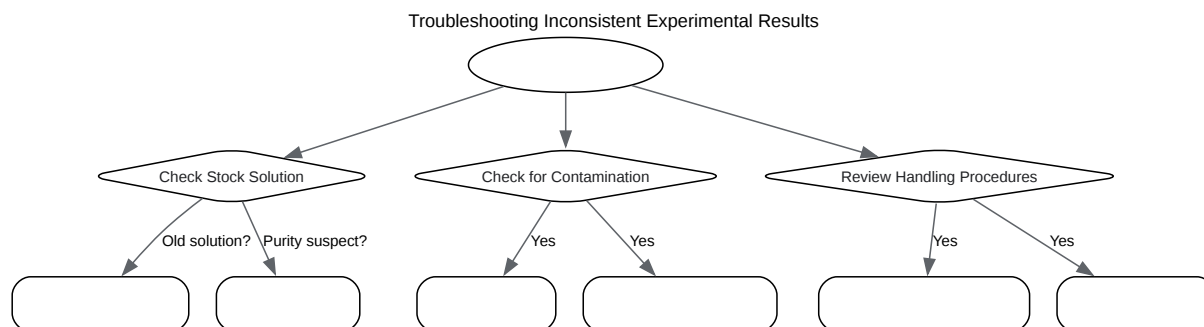 Troubleshooting Inconsistent Experimental Results
Check Stock Solution
Check for Contamination
Review Handling Procedures
Old solution?
Purity suspect?
Yes
Yes
Yes
Yes